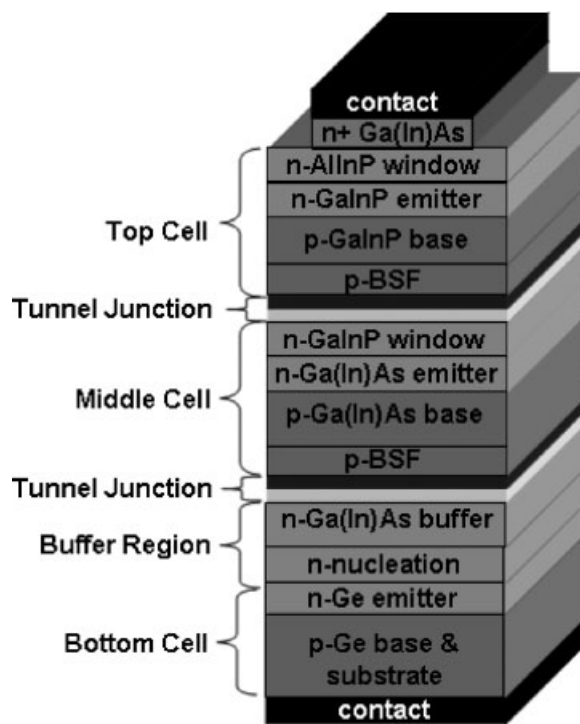 contact
n+ Ga(In)As
n-AlInP window
n-GaInP emitter
Top Cell
p-GaInP base
p-BSF
Tunnel Junction
n-GaInP window
n-Ga(In)As emitter
Middle Cell
p-Ga(In)As base
p-BSF
Tunnel Junction
n-Ga(In)As buffer
Buffer Region
n-nucleation
n-Ge emitter
Bottom Cell
p-Ge base &
substrate
contact